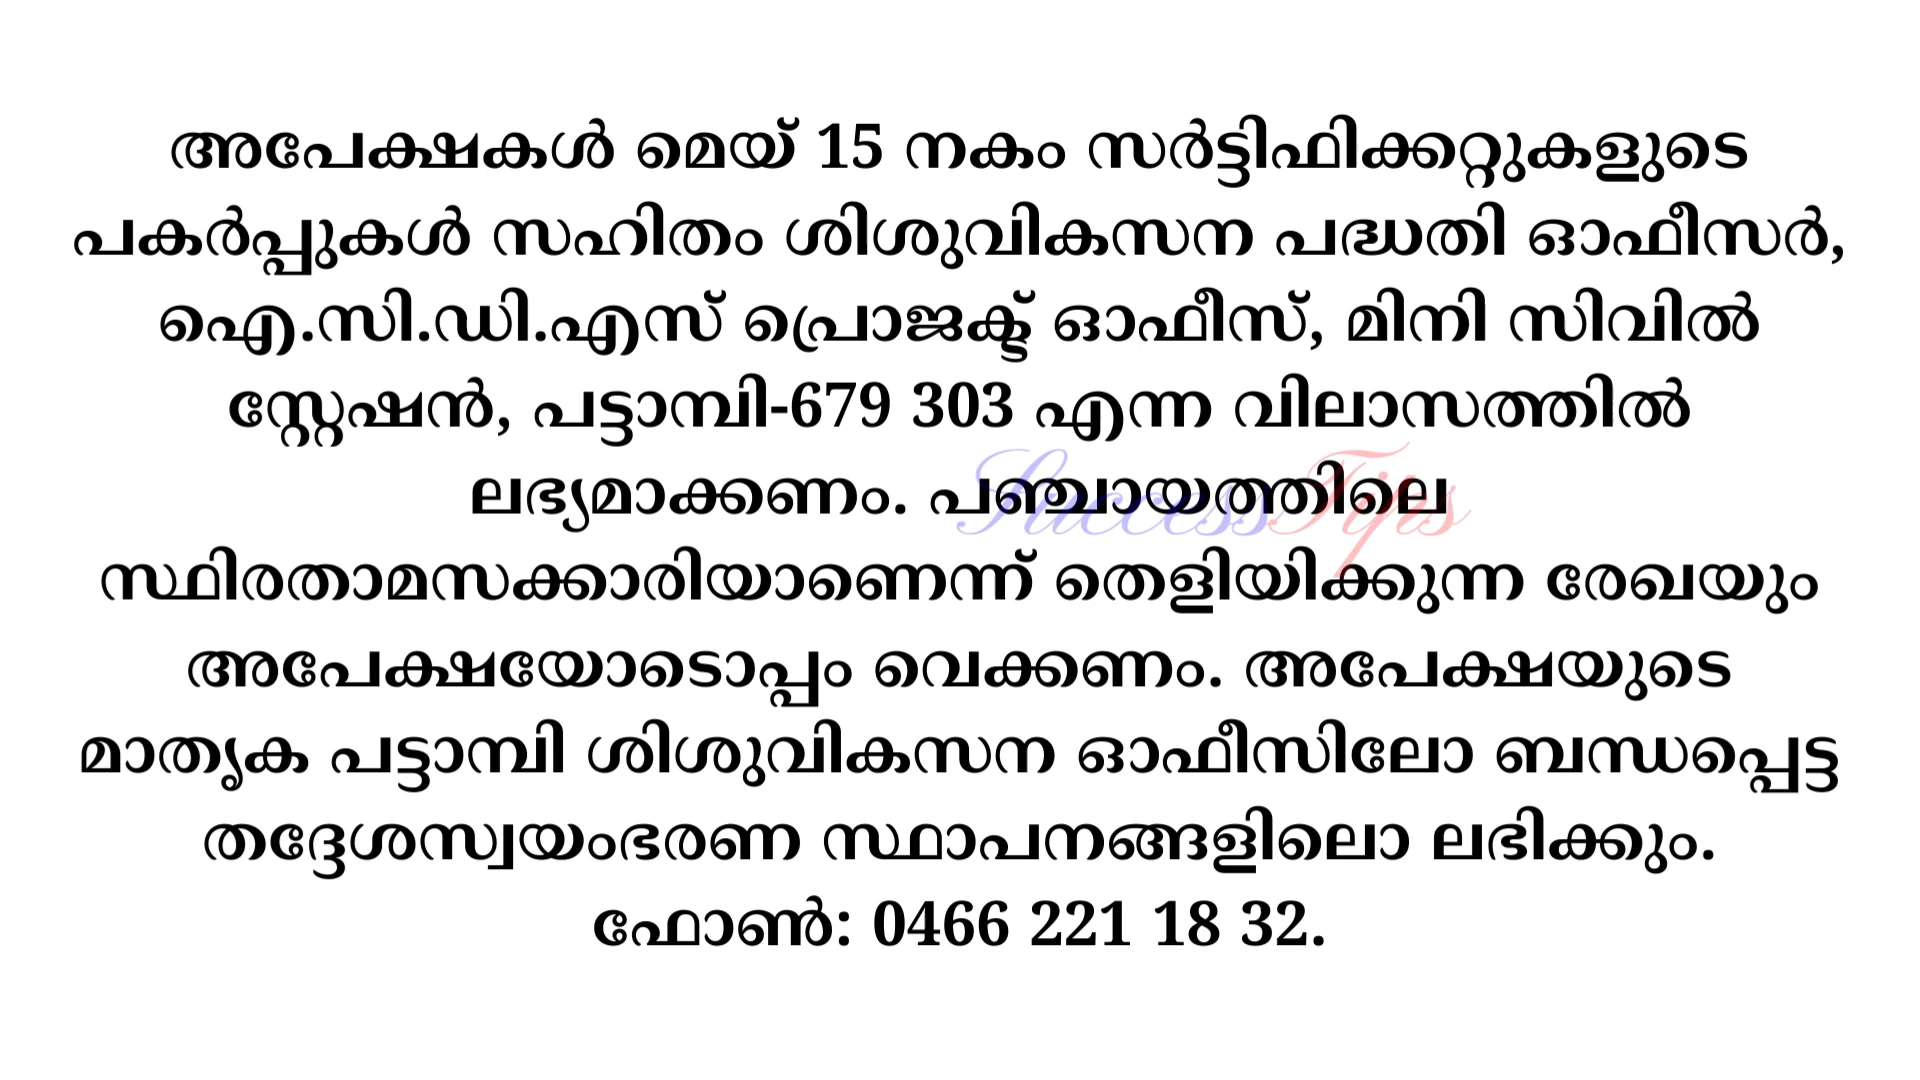 അപേക്ഷകൾ മെയ് 15 നകം സർട്ടിഫിക്കറ്റുകളുടെ
പകർപ്പുകൾ സഹിതം ശിശുവികസന പദ്ധതി ഓഫീസർ,
ഐ.സി.ഡി.എസ് പ്രൊജക്ട് ഓഫീസ്, മിനി സിവിൽ
സ്റ്റേഷൻ, പട്ടാമ്പി-679 303 എന്ന വിലാസത്തിൽ
ലഭ്യമാക്കണം. പഞ്ചായത്തിലെ
SuccessTips
സ്ഥിരതാമസക്കാരിയാണെന്ന് തെളിയിക്കുന്ന രേഖയും
അപേക്ഷയോടൊപ്പം വെക്കണം. അപേക്ഷയുടെ
മാതൃക പട്ടാമ്പി ശിശുവികസന ഓഫീസിലോ ബന്ധപ്പെട്ട
തദ്ദേശസ്വയംഭരണ സ്ഥാപനങ്ങളിലൊ ലഭിക്കും.
ഫോൺ: 0466 221 18 32.